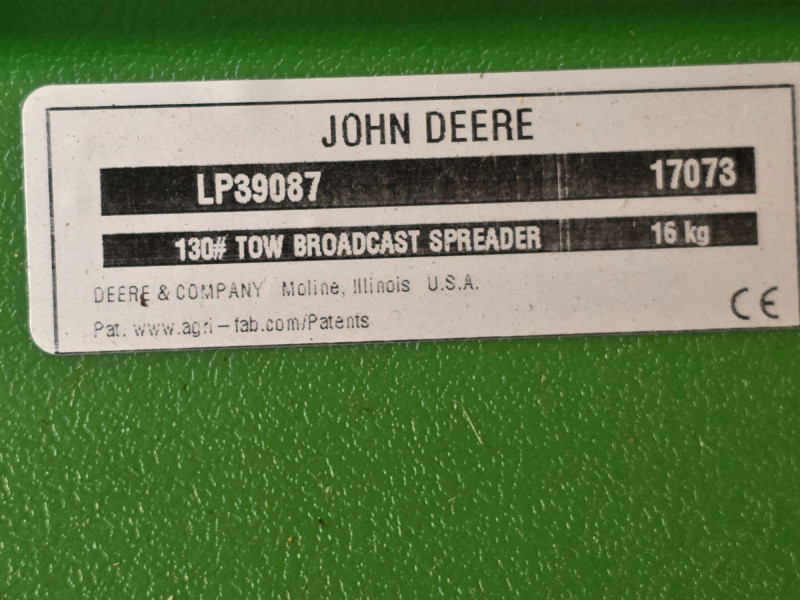 JOHN DEERE
LP39087 17073
130# TOW BROADCAST SPREADER 16 kg
DEERE & COMPANY Moline, Illinois U.S.A.
Pat. www.agri-fab.com/Patents
CE